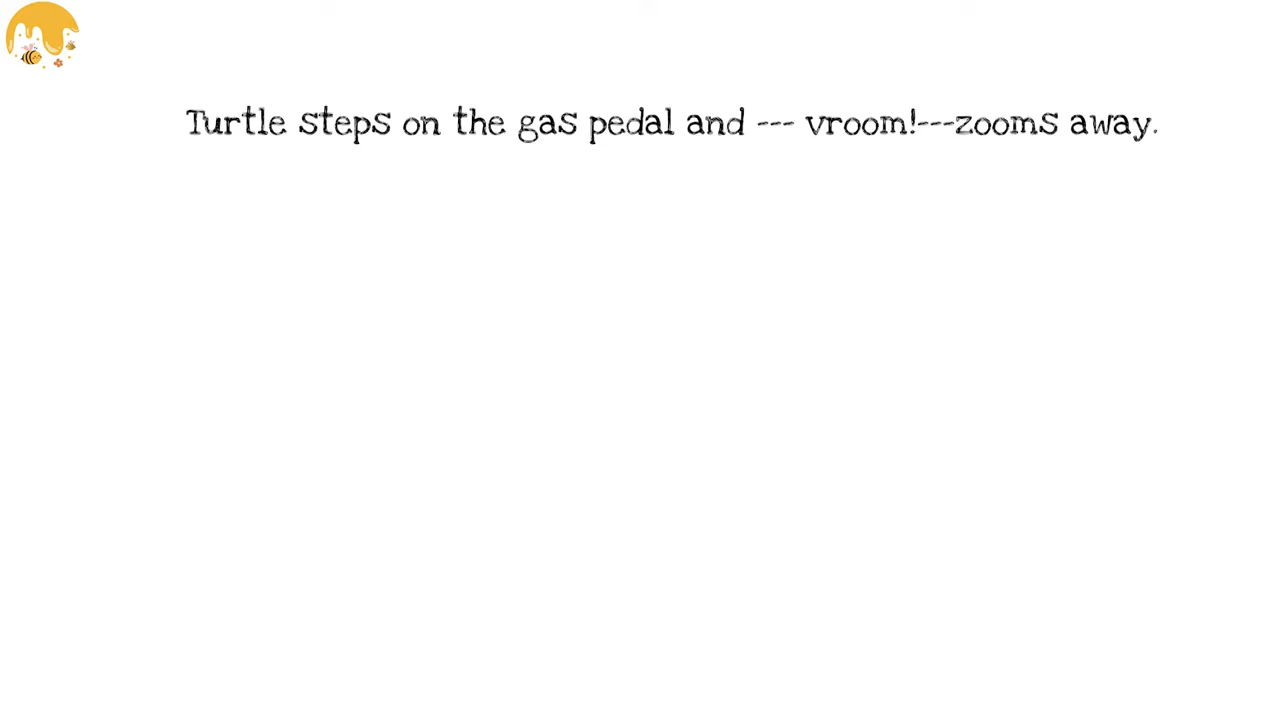 Turtle steps on the gas pedal and --- vroom!---zooms away.